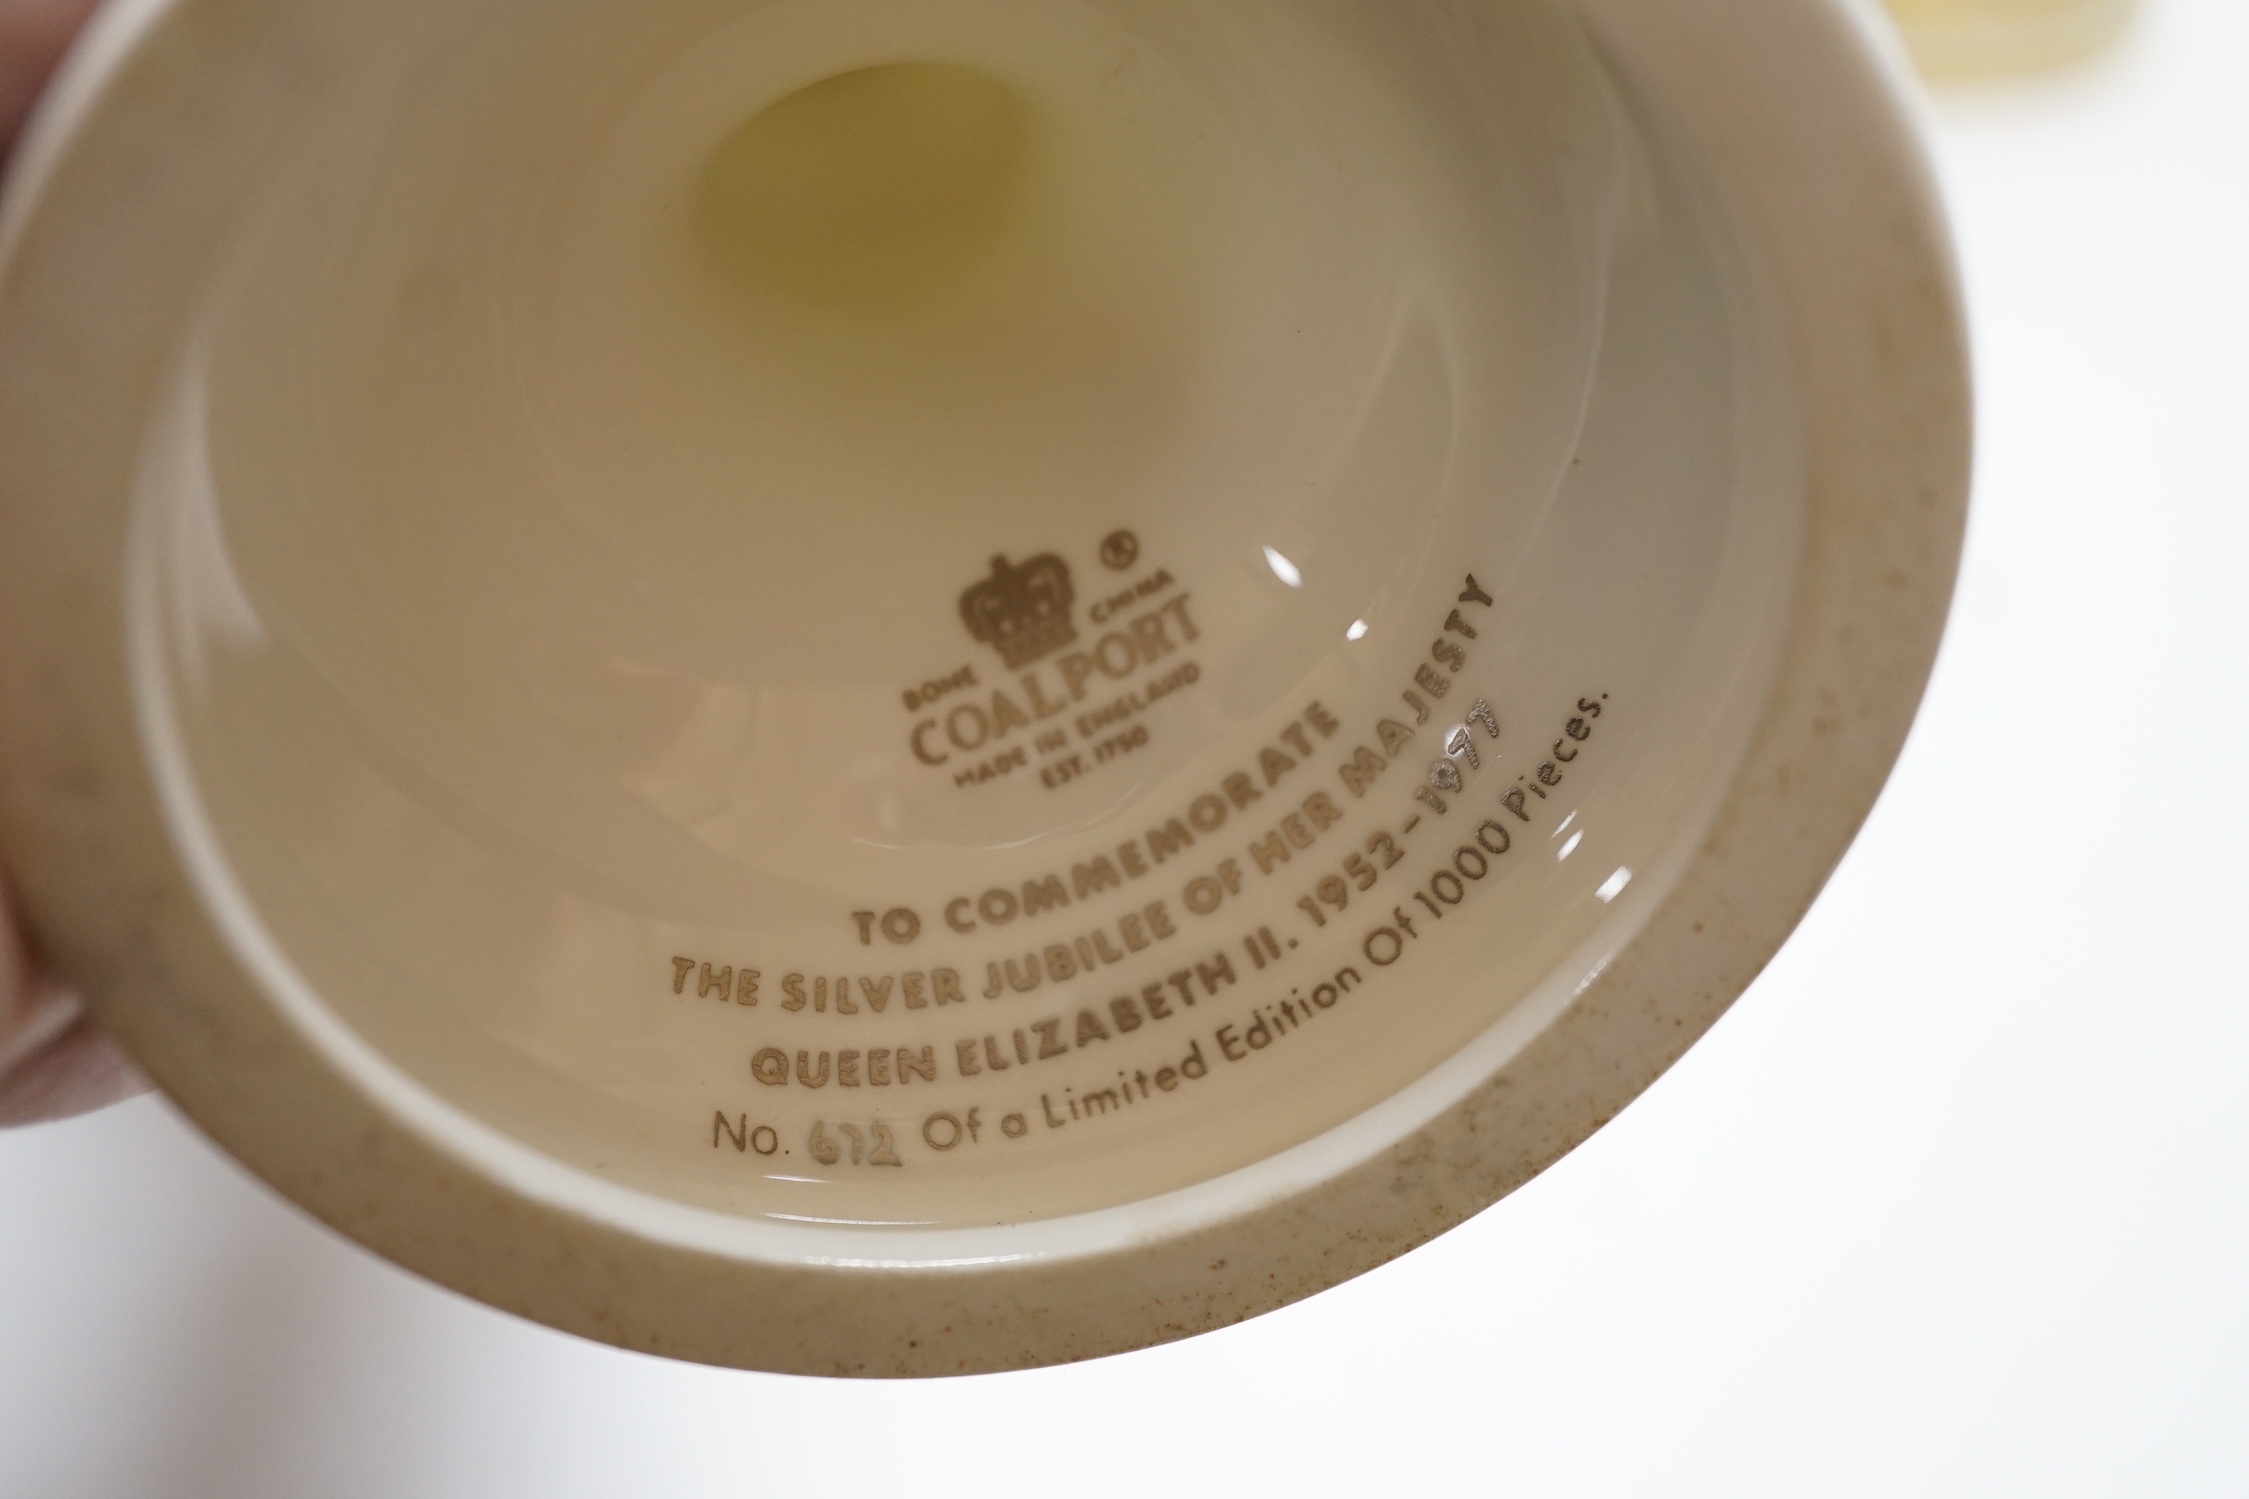 ®
BONE CHINA
COALPORT
MADE IN ENGLAND
EST. 1750
TO COMMEMORATE
THE SILVER JUBILEE OF HER MAJESTY
QUEEN ELIZABETH II. 1952-1977
No. 672 Of a Limited Edition Of 1000 Pieces.